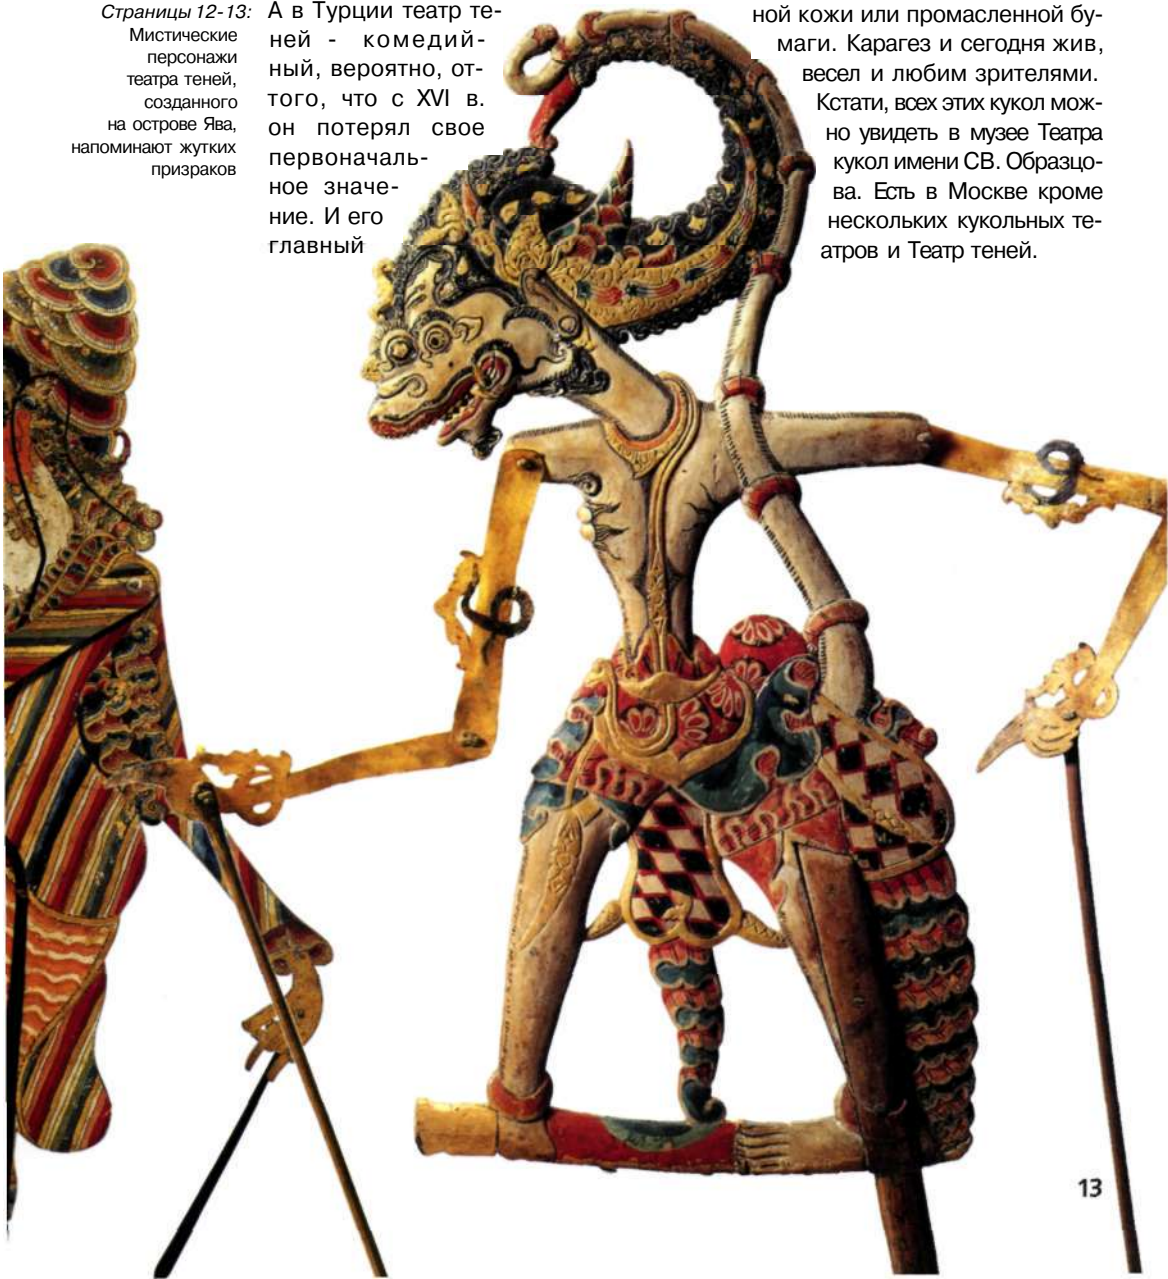 Страницы 12-13:
Мистические
персонажи
театра теней,
созданного
на острове Ява,
напоминают жутких
призраков
А в Турции театр те-
ней - комедий-
ный, вероятно, от-
того, что с XVI в.
он потерял свое
первоначаль-
ное значе-
ние. И его
главный
ной кожи или промасленной бу-
маги. Карагез и сегодня жив,
весел и любим зрителями.
Кстати, всех этих кукол мож-
но увидеть в музее Театра
кукол имени СВ. Образцо-
ва. Есть в Москве кроме
нескольких кукольных те-
атров и Театр теней.
13